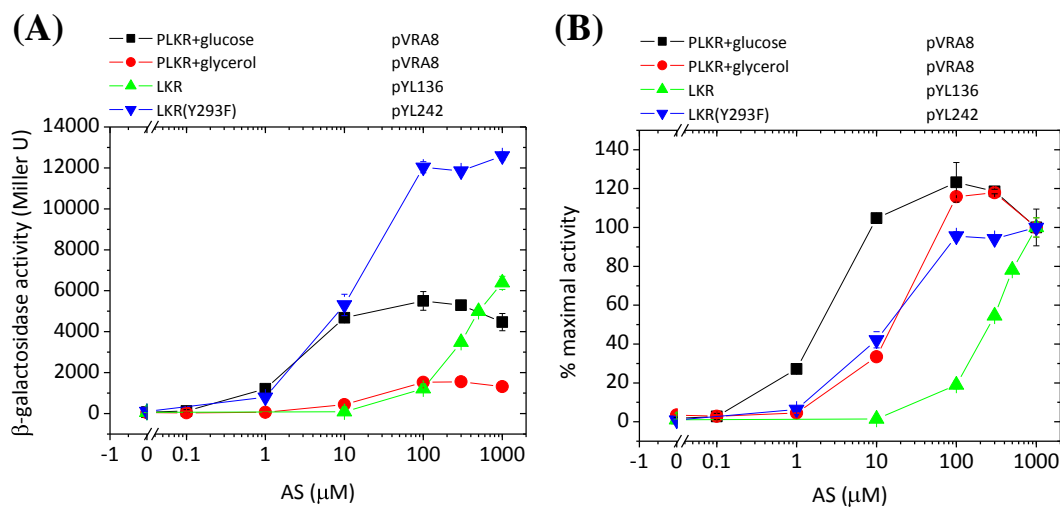 (A)
PLKR+glucose pVRA8
PLKR+glycerol pVRA8
LKR pYL136
LKR(Y293F) pYL242
β-galactosidase activity (Miller U)
14000
12000
10000
8000
6000
4000
2000
0
-1 0 0.1 1 10 100 1000
AS (μM)
(B)
PLKR+glucose pVRA8
PLKR+glycerol pVRA8
LKR pYL136
LKR(Y293F) pYL242
% maximal activity
140
120
100
80
60
40
20
0
-1 0 0.1 1 10 100 1000
AS (μM)